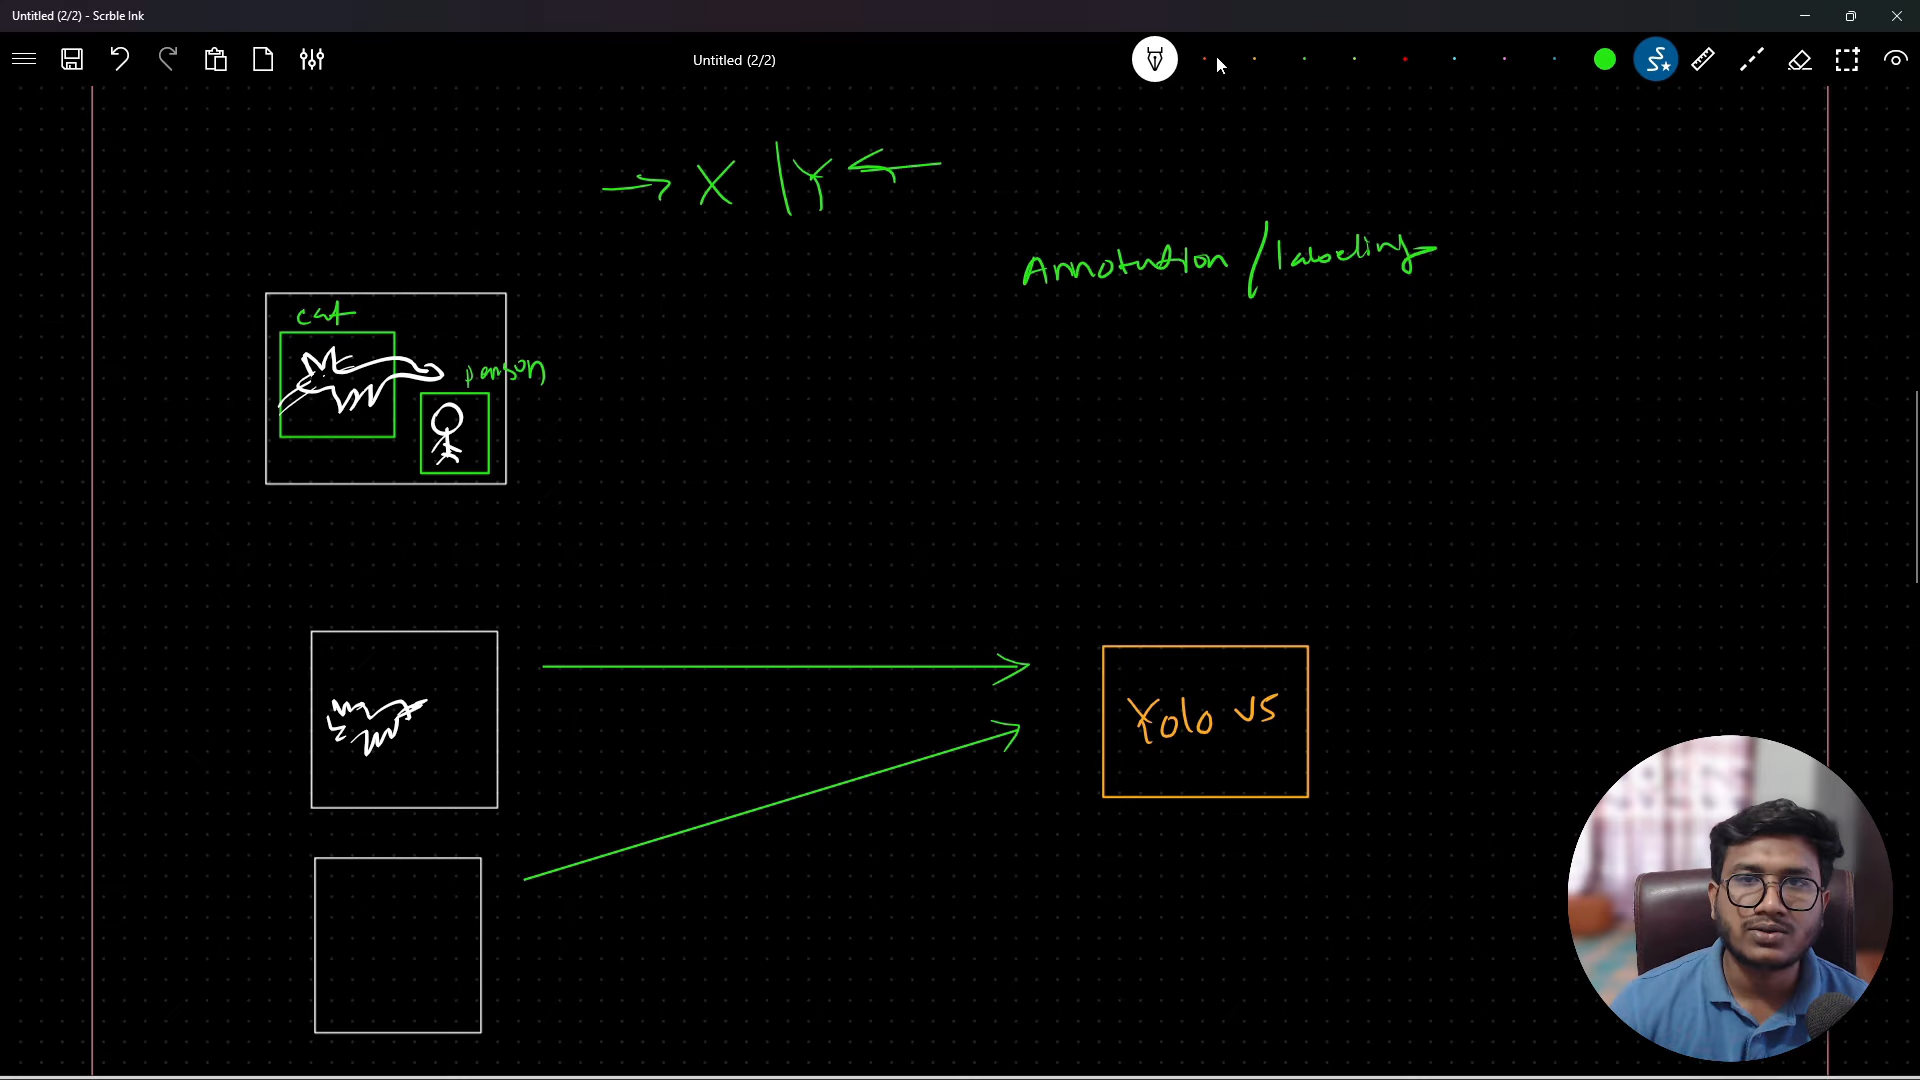 Untitled (2/2) - Scrble Ink
Untitled (2/2)
→ X | Y ←
Annotation / labeling
cat
person
Yolo v5